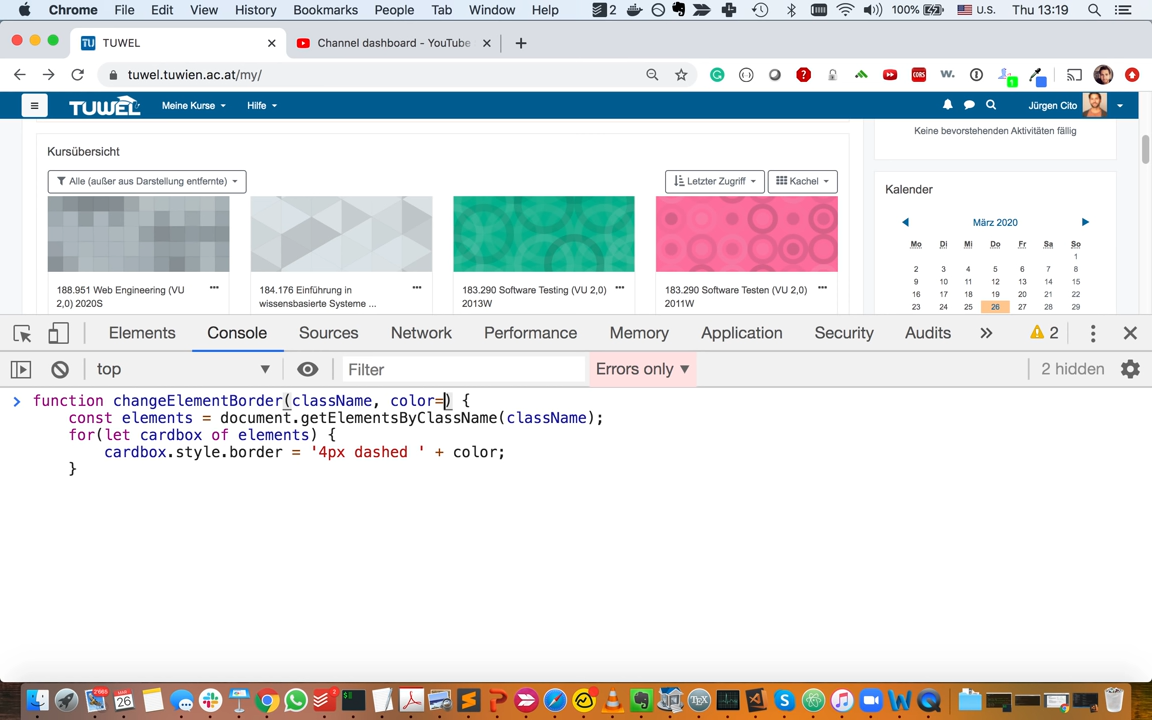 Chrome File Edit View History Bookmarks People Tab Window Help 2 100% U.S. Thu 13:19
TU TUWEL Channel dashboard - YouTube
tuwel.tuwien.ac.at/my/
TUWEL Meine Kurse Hilfe Jürgen Cito
Keine bevorstehenden Aktivitäten fällig
Kursübersicht
Alle (außer aus Darstellung entfernte) Letzter Zugriff Kachel
188.951 Web Engineering (VU
2,0) 2020S
184.176 Einführung in
wissensbasierte Systeme ...
183.290 Software Testing (VU 2,0)
2013W
183.290 Software Testen (VU 2,0)
2011W
Kalender
März 2020
Mo Di Mi Do Fr Sa So
1
2 3 4 5 6 7 8
9 10 11 12 13 14 15
16 17 18 19 20 21 22
23 24 25 26 27 28 29
Elements Console Sources Network Performance Memory Application Security Audits » 2
top Filter Errors only 2 hidden
> function changeElementBorder(className, color=) {
const elements = document.getElementsByClassName(className);
for(let cardbox of elements) {
cardbox.style.border = '4px dashed ' + color;
}